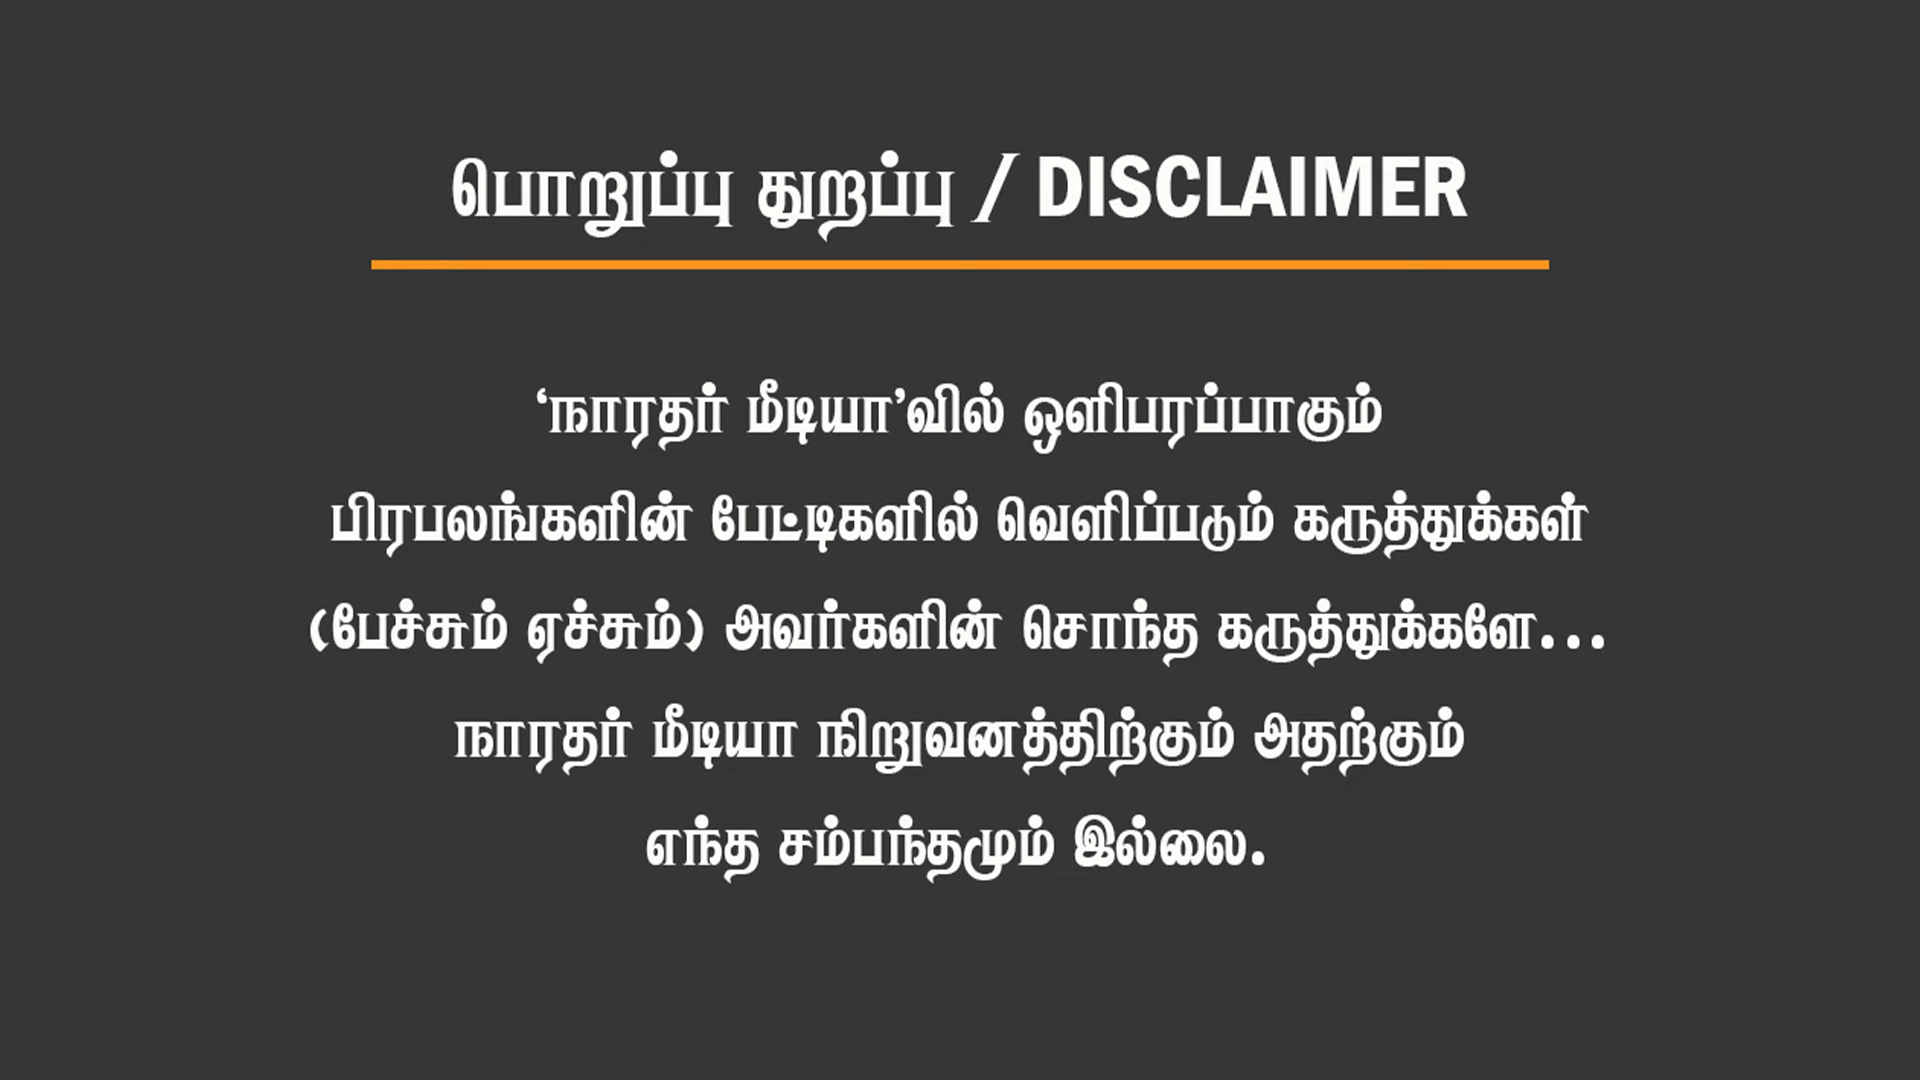 பொறுப்பு துறப்பு / DISCLAIMER
‘நாரதர் மீடியா’வில் ஒளிபரப்பாகும்
பிரபலங்களின் பேட்டிகளில் வெளிப்படும் கருத்துக்கள்
(பேச்சும் ஏச்சும்) அவர்களின் சொந்த கருத்துக்களே...
நாரதர் மீடியா நிறுவனத்திற்கும் அதற்கும்
எந்த சம்பந்தமும் இல்லை.